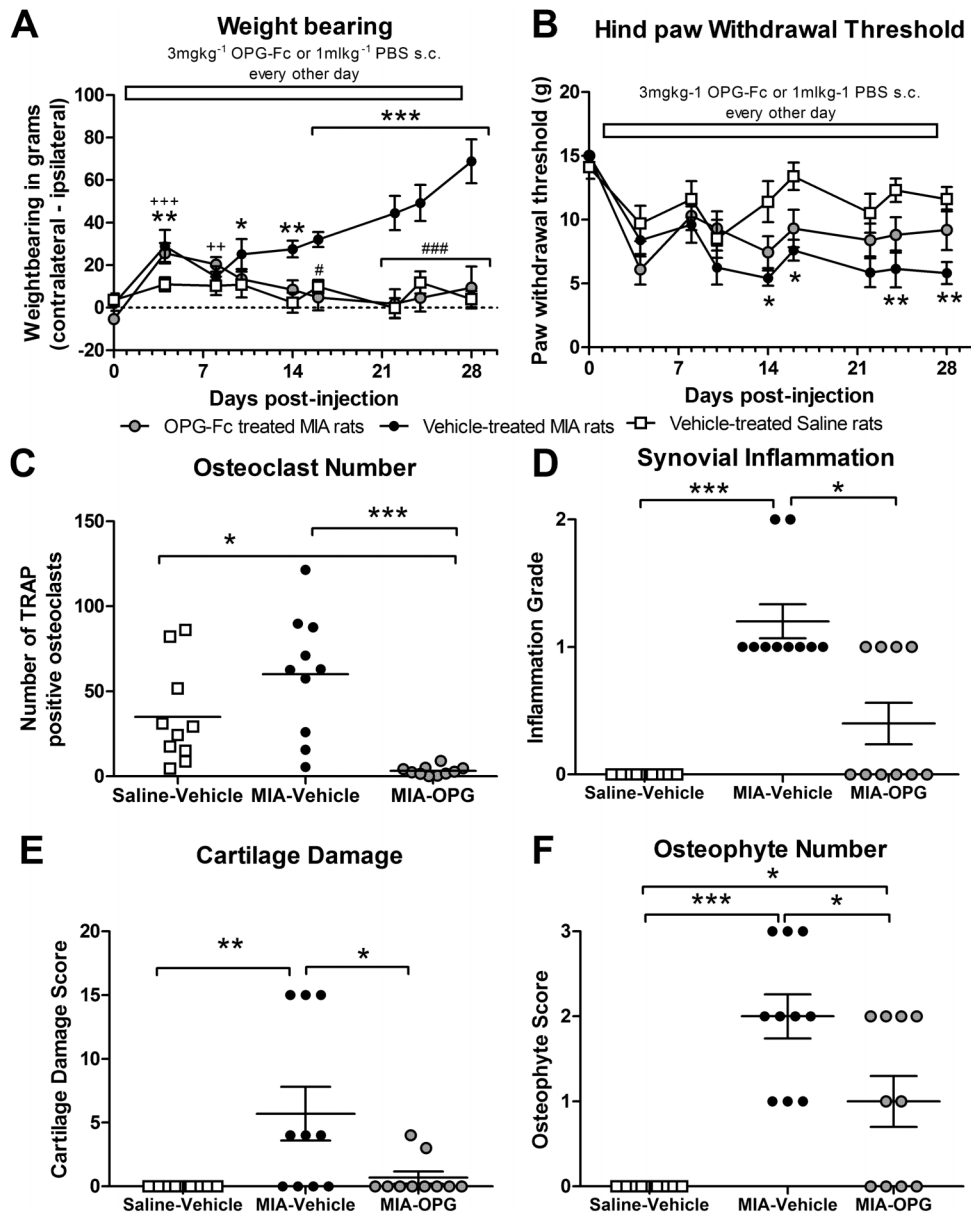 A
Weight bearing
3mgkg⁻¹ OPG-Fc or 1mlkg⁻¹ PBS s.c.
every other day
Weightbearing in grams
(contralateral - ipsilateral)
100
80
60
40
20
0
-20
+++
**
++
*
**
#
***
###
0
7
14
21
28
Days post-injection
B
Hind paw Withdrawal Threshold
3mgkg-1 OPG-Fc or 1mlkg-1 PBS s.c.
every other day
Paw withdrawal threshold (g)
20
15
10
5
0
*
*
**
**
0
7
14
21
28
Days post-injection
OPG-Fc treated MIA rats
Vehicle-treated MIA rats
Vehicle-treated Saline rats
C
Osteoclast Number
Number of TRAP
positive osteoclasts
150
100
50
0
*
***
Saline-Vehicle
MIA-Vehicle
MIA-OPG
D
Synovial Inflammation
Inflammation Grade
2
1
0
***
*
Saline-Vehicle
MIA-Vehicle
MIA-OPG
E
Cartilage Damage
Cartilage Damage Score
20
15
10
5
0
**
*
Saline-Vehicle
MIA-Vehicle
MIA-OPG
F
Osteophyte Number
Osteophyte Score
3
2
1
0
*
***
*
Saline-Vehicle
MIA-Vehicle
MIA-OPG